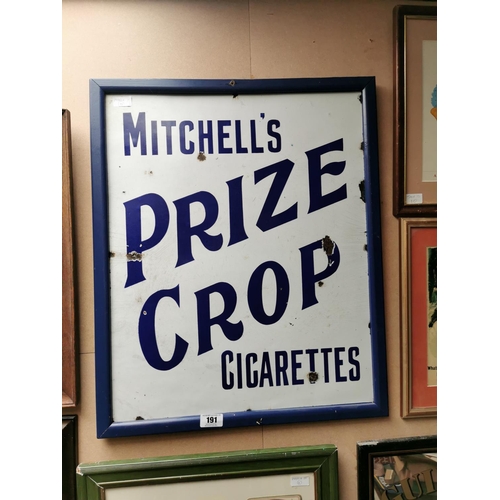 MITCHELL'S
PRIZE
CROP
CIGARETTES
191